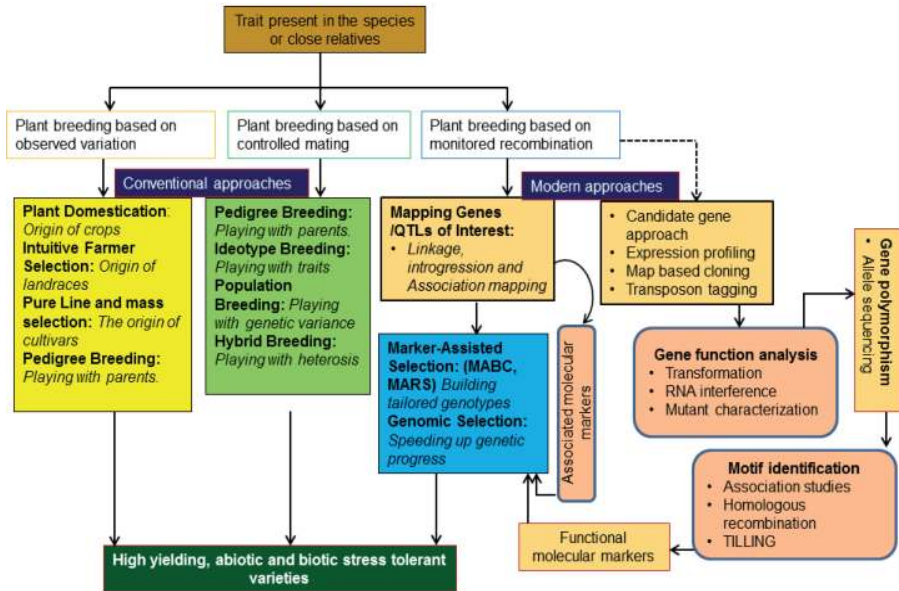 Trait present in the species
or close relatives
Plant breeding based on
observed variation
Plant breeding based on
controlled mating
Plant breeding based on
monitored recombination
Conventional approaches
Modern approaches
Plant Domestication:
Origin of crops
Intuitive Farmer
Selection: Origin of
landraces
Pure Line and mass
selection: The origin of
cultivars
Pedigree Breeding:
Playing with parents.
Pedigree Breeding:
Playing with parents.
Ideotype Breeding:
Playing with traits
Population
Breeding: Playing
with genetic variance
Hybrid Breeding:
Playing with heterosis
Mapping Genes
/QTLs of Interest:
• Linkage,
introgression and
Association mapping
• Candidate gene
approach
• Expression profiling
• Map based cloning
• Transposon tagging
Gene polymorphism
• Allele sequencing
Gene function analysis
• Transformation
• RNA interference
• Mutant characterization
Marker-Assisted
Selection: (MABC,
MARS) Building
tailored genotypes
Genomic Selection:
Speeding up genetic
progress
Associated molecular
markers
Motif identification
• Association studies
• Homologous
recombination
• TILLING
Functional
molecular markers
High yielding, abiotic and biotic stress tolerant
varieties